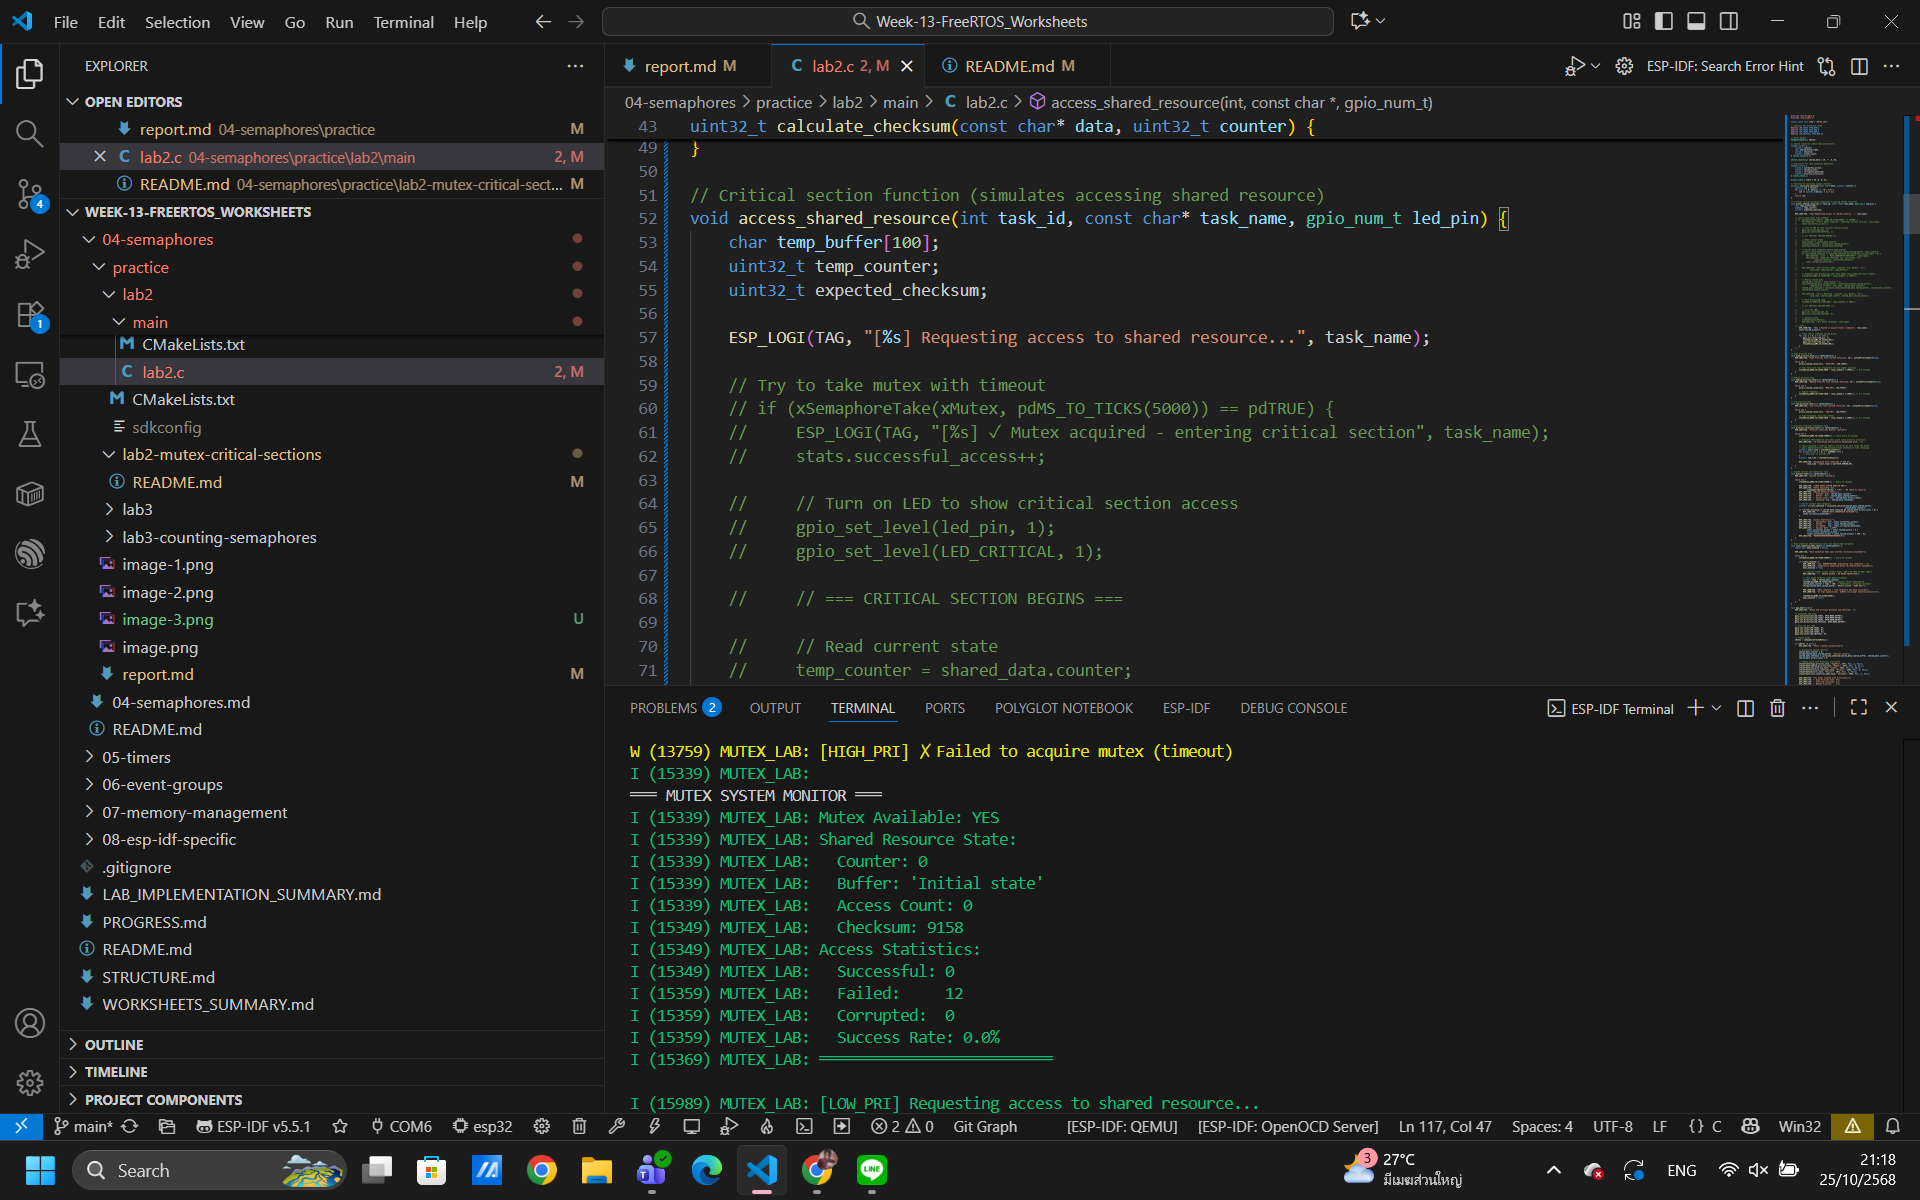 File Edit Selection View Go Run Terminal Help
Week-13-FreeRTOS_Worksheets
EXPLORER
OPEN EDITORS
report.md 04-semaphores\practice M
lab2.c 04-semaphores\practice\lab2\main 2, M
README.md 04-semaphores\practice\lab2-mutex-critical-sect... M
WEEK-13-FREERTOS_WORKSHEETS
04-semaphores
practice
lab2
main
CMakeLists.txt
lab2.c 2, M
CMakeLists.txt
sdkconfig
lab2-mutex-critical-sections
README.md M
lab3
lab3-counting-semaphores
image-1.png
image-2.png
image-3.png U
image.png
report.md M
04-semaphores.md
README.md
05-timers
06-event-groups
07-memory-management
08-esp-idf-specific
.gitignore
LAB_IMPLEMENTATION_SUMMARY.md
PROGRESS.md
README.md
STRUCTURE.md
WORKSHEETS_SUMMARY.md
OUTLINE
TIMELINE
PROJECT COMPONENTS
4
1
report.md M lab2.c 2, M README.md M
ESP-IDF: Search Error Hint
04-semaphores > practice > lab2 > main > C lab2.c > access_shared_resource(int, const char *, gpio_num_t)
43 uint32_t calculate_checksum(const char* data, uint32_t counter) {
49 }
50
51 // Critical section function (simulates accessing shared resource)
52 void access_shared_resource(int task_id, const char* task_name, gpio_num_t led_pin) {
53 char temp_buffer[100];
54 uint32_t temp_counter;
55 uint32_t expected_checksum;
56
57 ESP_LOGI(TAG, "[%s] Requesting access to shared resource...", task_name);
58
59 // Try to take mutex with timeout
60 // if (xSemaphoreTake(xMutex, pdMS_TO_TICKS(5000)) == pdTRUE) {
61 // ESP_LOGI(TAG, "[%s] ✓ Mutex acquired - entering critical section", task_name);
62 // stats.successful_access++;
63
64 // // Turn on LED to show critical section access
65 // gpio_set_level(led_pin, 1);
66 // gpio_set_level(LED_CRITICAL, 1);
67
68 // // === CRITICAL SECTION BEGINS ===
69
70 // // Read current state
71 // temp_counter = shared_data.counter;
PROBLEMS 2 OUTPUT TERMINAL PORTS POLYGLOT NOTEBOOK ESP-IDF DEBUG CONSOLE
ESP-IDF Terminal
W (13759) MUTEX_LAB: [HIGH_PRI] ✗ Failed to acquire mutex (timeout)
I (15339) MUTEX_LAB:
═══ MUTEX SYSTEM MONITOR ═══
I (15339) MUTEX_LAB: Mutex Available: YES
I (15339) MUTEX_LAB: Shared Resource State:
I (15339) MUTEX_LAB: Counter: 0
I (15339) MUTEX_LAB: Buffer: 'Initial state'
I (15339) MUTEX_LAB: Access Count: 0
I (15349) MUTEX_LAB: Checksum: 9158
I (15349) MUTEX_LAB: Access Statistics:
I (15349) MUTEX_LAB: Successful: 0
I (15359) MUTEX_LAB: Failed: 12
I (15359) MUTEX_LAB: Corrupted: 0
I (15359) MUTEX_LAB: Success Rate: 0.0%
I (15369) MUTEX_LAB: ══════════════════════════
I (15989) MUTEX_LAB: [LOW_PRI] Requesting access to shared resource...
main* ESP-IDF v5.5.1 COM6 esp32 2 0 Git Graph [ESP-IDF: QEMU] [ESP-IDF: OpenOCD Server] Ln 117, Col 47 Spaces: 4 UTF-8 LF {} C Win32
Search
3
27°C
มีเมฆส่วนใหญ่
ENG
21:18
25/10/2568